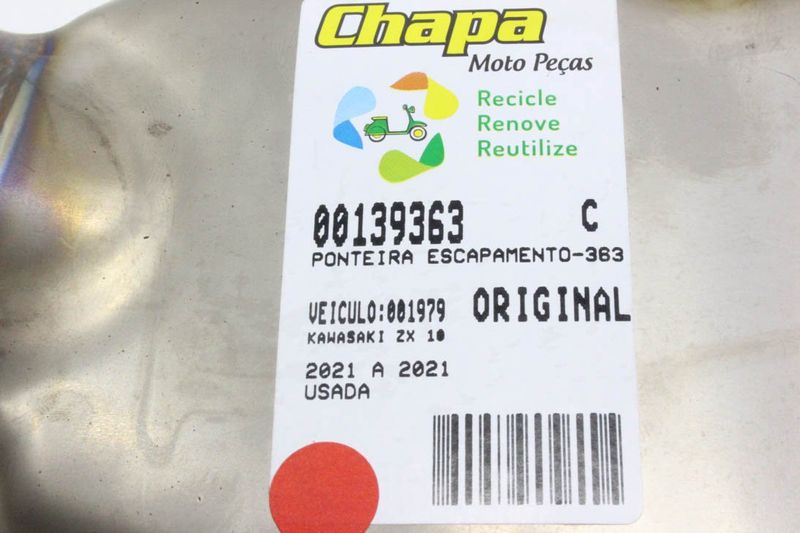 Chapa
Moto Peças
Recicle
Renove
Reutilize
00139363 C
PONTEIRA ESCAPAMENTO-363
VEICULO:001979 ORIGINAL
KAWASAKI ZX 10
2021 A 2021
USADA